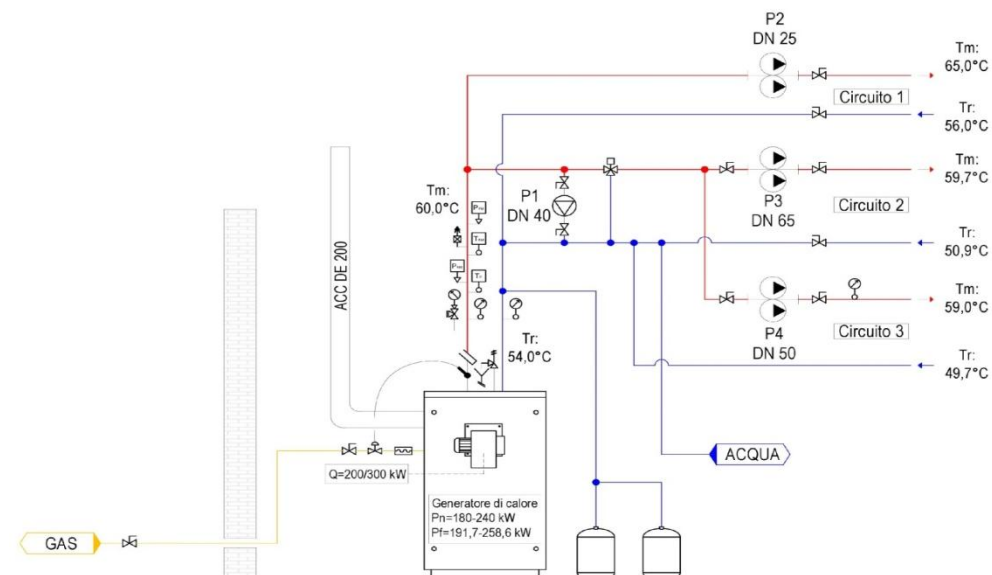 P2
DN 25
Tm:
65,0°C
Circuito 1
Tr:
56,0°C
Tm:
59,7°C
Tm:
60,0°C
P1
DN 40
P3
DN 65
Circuito 2
Tr:
50,9°C
ACC DE 200
Tm:
59,0°C
P4
DN 50
Circuito 3
Tr:
54,0°C
Tr:
49,7°C
ACQUA
Q=200/300 kW
Generatore di calore
Pn=180-240 kW
Pf=191,7-258,6 kW
GAS